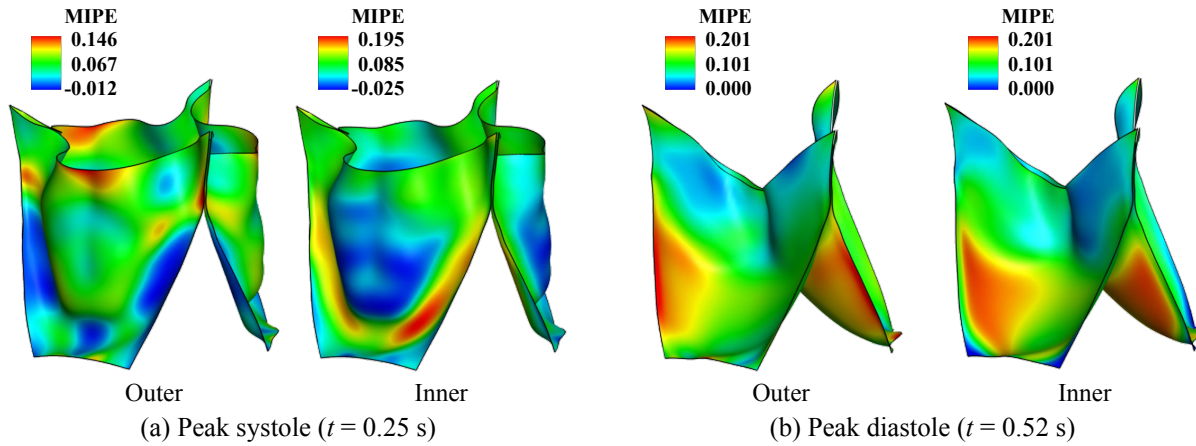 MIPE
0.146
0.067
-0.012
MIPE
0.195
0.085
-0.025
MIPE
0.201
0.101
0.000
MIPE
0.201
0.101
0.000
Outer
Inner
Outer
Inner
(a) Peak systole (t = 0.25 s)
(b) Peak diastole (t = 0.52 s)